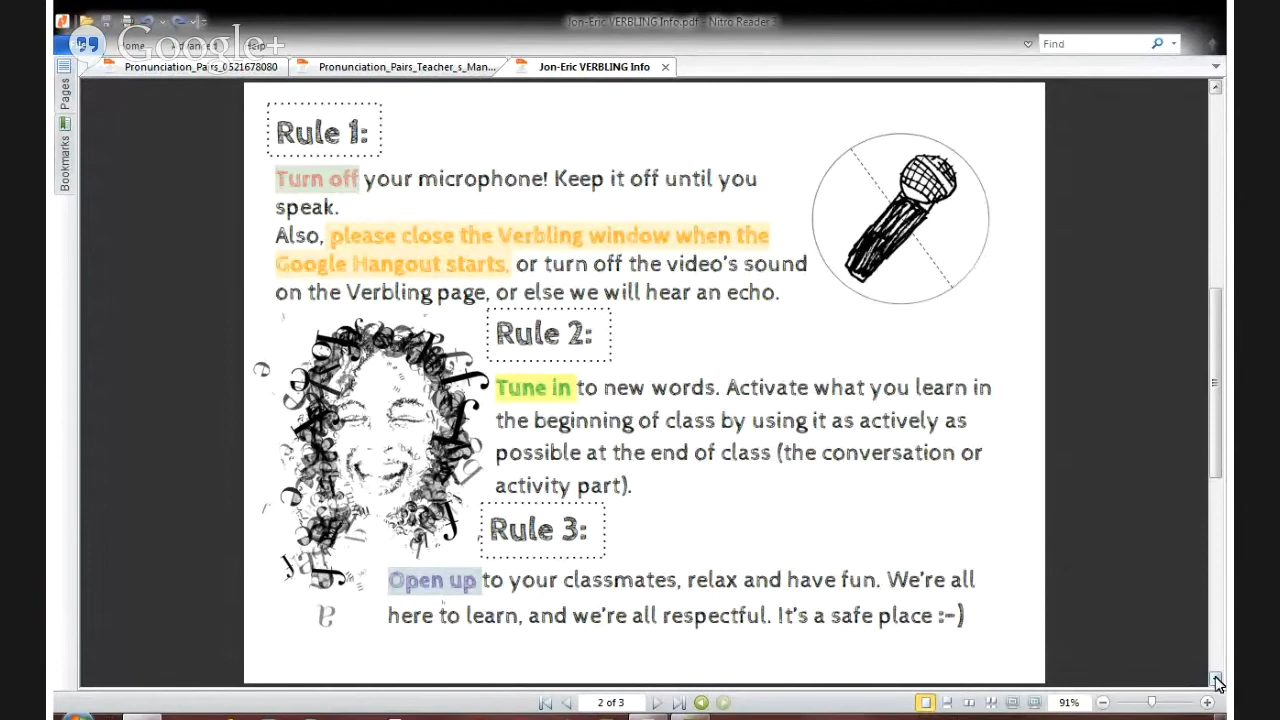 Jon-Eric VERBLING Info.pdf - Nitro Reader 3
Google+
Home Advanced Help
Find
Pronunciation_Pairs_0521678080
Pronunciation_Pairs_Teacher_s_Man...
Jon-Eric VERBLING Info
Pages
Bookmarks
Rule 1:
Turn off your microphone! Keep it off until you
speak.
Also, please close the Verbling window when the
Google Hangout starts, or turn off the video's sound
on the Verbling page, or else we will hear an echo.
Rule 2:
Tune in to new words. Activate what you learn in
the beginning of class by using it as actively as
possible at the end of class (the conversation or
activity part).
Rule 3:
Open up to your classmates, relax and have fun. We're all
here to learn, and we're all respectful. It's a safe place :-)
2 of 3
91%